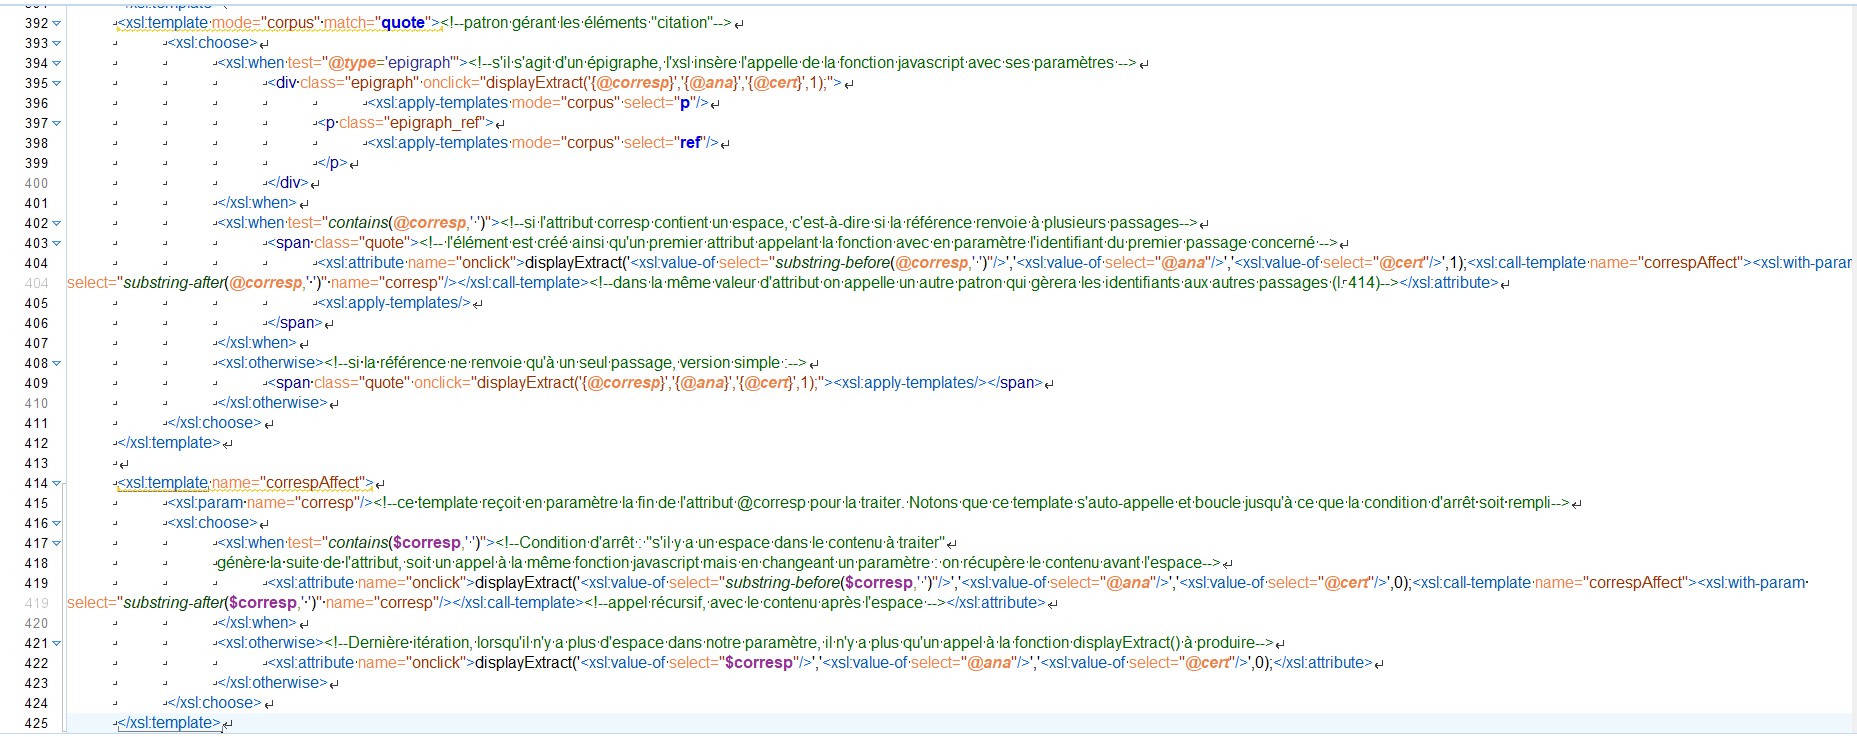 392 <xsl:template mode="corpus" match="quote"><!--patron gérant les éléments "citation"-->
393 <xsl:choose>
394 <xsl:when test="@type='epigraph'"><!--s'il s'agit d'un épigraphe, l'xsl insère l'appelle de la fonction javascript avec ses paramètres -->
395 <div class="epigraph" onclick="displayExtract('{@corresp}','{@ana}','{@cert}',1);">
396 <xsl:apply-templates mode="corpus" select="p"/>
397 <p class="epigraph_ref">
398 <xsl:apply-templates mode="corpus" select="ref"/>
399 </p>
400 </div>
401 </xsl:when>
402 <xsl:when test="contains(@corresp,' ')"><!--si l'attribut corresp contient un espace, c'est-à-dire si la référence renvoie à plusieurs passages-->
403 <span class="quote"><!-- l'élément est créé ainsi qu'un premier attribut appelant la fonction avec en paramètre l'identifiant du premier passage concerné -->
404 <xsl:attribute name="onclick">displayExtract('<xsl:value-of select="substring-before(@corresp,' ')"/>','<xsl:value-of select="@ana"/>','<xsl:value-of select="@cert"/>',1);<xsl:call-template name="correspAffect"><xsl:with-param
404 select="substring-after(@corresp,' ')" name="corresp"/></xsl:call-template><!--dans la même valeur d'attribut on appelle un autre patron qui gèrera les identifiants aux autres passages (l. 414)--></xsl:attribute>
405 <xsl:apply-templates/>
406 </span>
407 </xsl:when>
408 <xsl:otherwise><!--si la référence ne renvoie qu'à un seul passage, version simple :-->
409 <span class="quote" onclick="displayExtract('{@corresp}','{@ana}','{@cert}',1);"><xsl:apply-templates/></span>
410 </xsl:otherwise>
411 </xsl:choose>
412 </xsl:template>
413
414 <xsl:template name="correspAffect">
415 <xsl:param name="corresp"/><!--ce template reçoit en paramètre la fin de l'attribut @corresp pour la traiter. Notons que ce template s'auto-appelle et boucle jusqu'à ce que la condition d'arrêt soit rempli-->
416 <xsl:choose>
417 <xsl:when test="contains($corresp,' ')"><!--Condition d'arrêt : "s'il y a un espace dans le contenu à traiter"
418 génère la suite de l'attribut, soit un appel à la même fonction javascript mais en changeant un paramètre : on récupère le contenu avant l'espace-->
419 <xsl:attribute name="onclick">displayExtract('<xsl:value-of select="substring-before($corresp,' ')"/>','<xsl:value-of select="@ana"/>','<xsl:value-of select="@cert"/>',0);<xsl:call-template name="correspAffect"><xsl:with-param
419 select="substring-after($corresp,' ')" name="corresp"/></xsl:call-template><!--appel récursif, avec le contenu après l'espace --></xsl:attribute>
420 </xsl:when>
421 <xsl:otherwise><!--Dernière itération, lorsqu'il n'y a plus d'espace dans notre paramètre, il n'y a plus qu'un appel à la fonction displayExtract() à produire-->
422 <xsl:attribute name="onclick">displayExtract('<xsl:value-of select="$corresp"/>','<xsl:value-of select="@ana"/>','<xsl:value-of select="@cert"/>',0);</xsl:attribute>
423 </xsl:otherwise>
424 </xsl:choose>
425 </xsl:template>